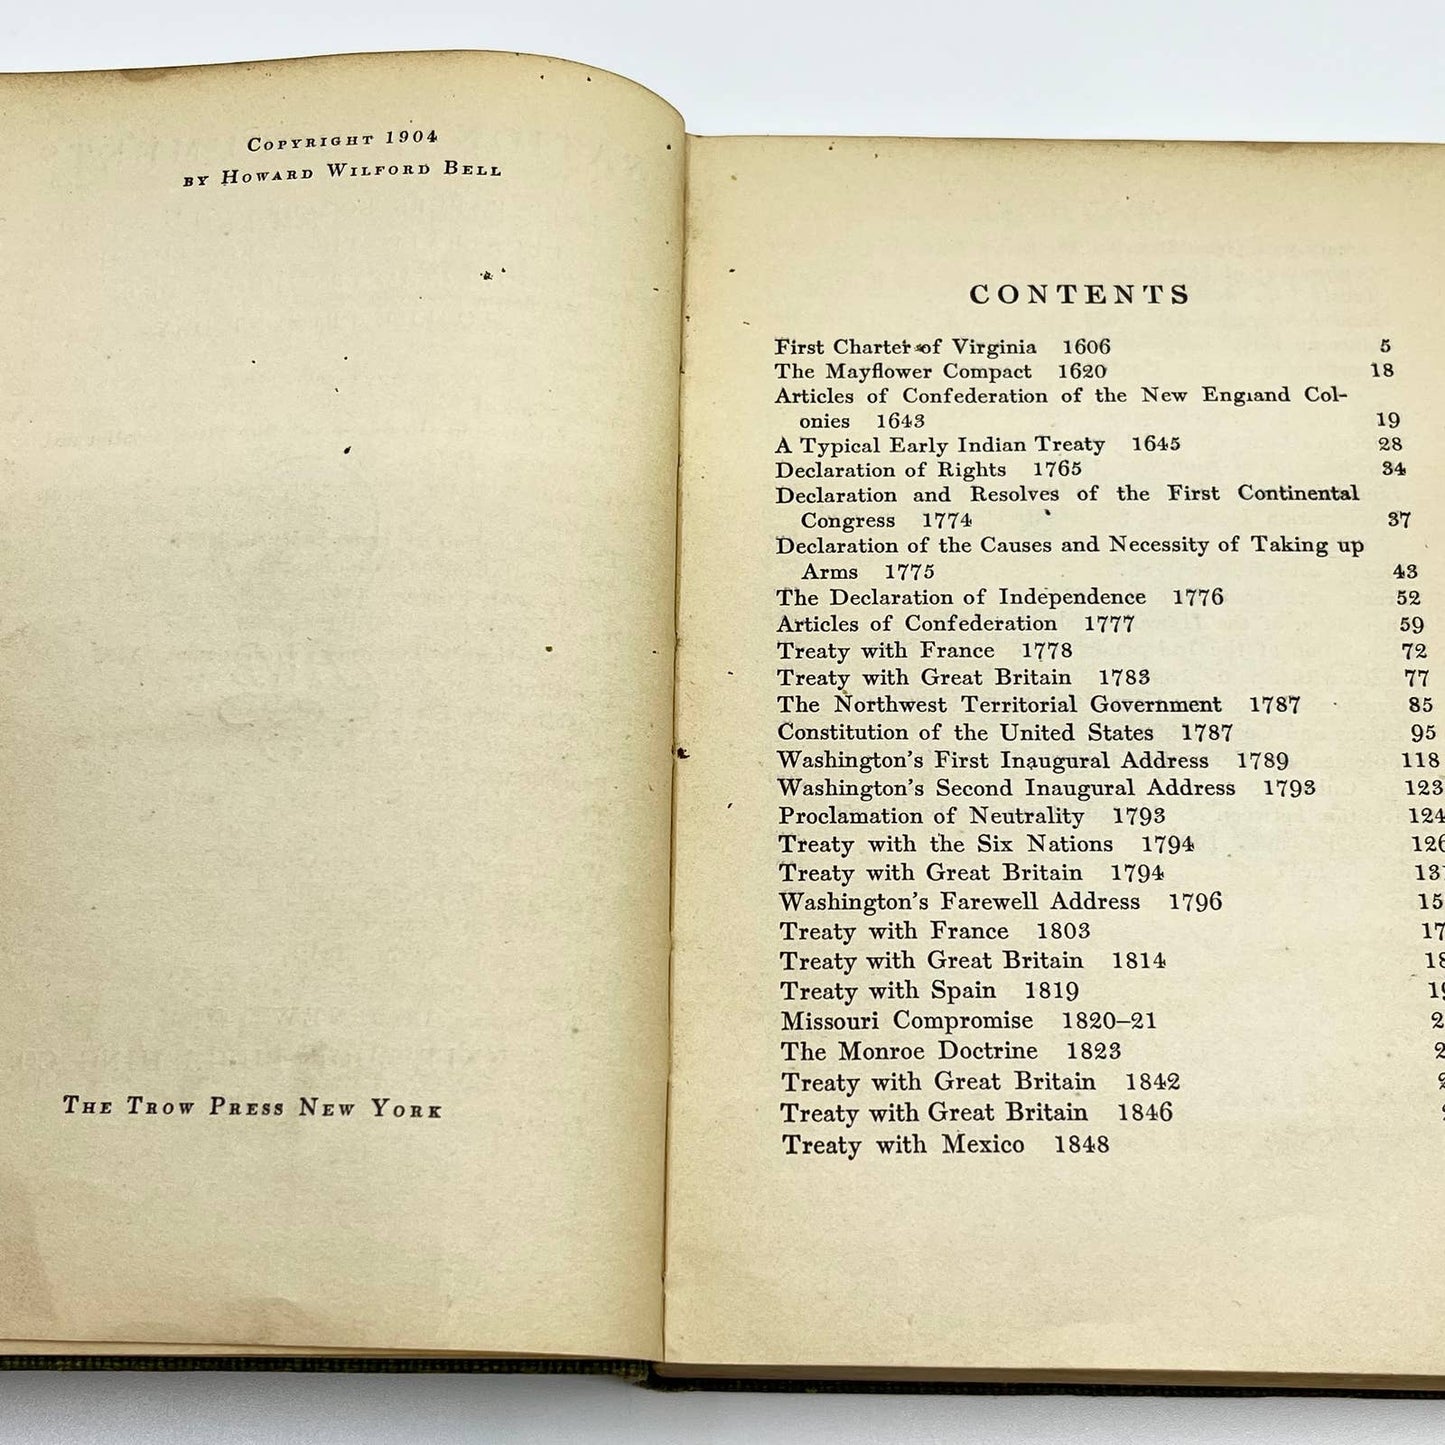 COPYRIGHT 1904
BY HOWARD WILFORD BELL
THE TROW PRESS NEW YORK
CONTENTS
First Charter of Virginia 1606 5
The Mayflower Compact 1620 18
Articles of Confederation of the New England Col-
onies 1643 19
A Typical Early Indian Treaty 1645 28
Declaration of Rights 1765 34
Declaration and Resolves of the First Continental
Congress 1774 37
Declaration of the Causes and Necessity of Taking up
Arms 1775 43
The Declaration of Independence 1776 52
Articles of Confederation 1777 59
Treaty with France 1778 72
Treaty with Great Britain 1783 77
The Northwest Territorial Government 1787 85
Constitution of the United States 1787 95
Washington's First Inaugural Address 1789 118
Washington's Second Inaugural Address 1793 123
Proclamation of Neutrality 1793 124
Treaty with the Six Nations 1794
Treaty with Great Britain 1794
Washington's Farewell Address 1796
Treaty with France 1803
Treaty with Great Britain 1814
Treaty with Spain 1819
Missouri Compromise 1820–21
The Monroe Doctrine 1823
Treaty with Great Britain 1842
Treaty with Great Britain 1846
Treaty with Mexico 1848